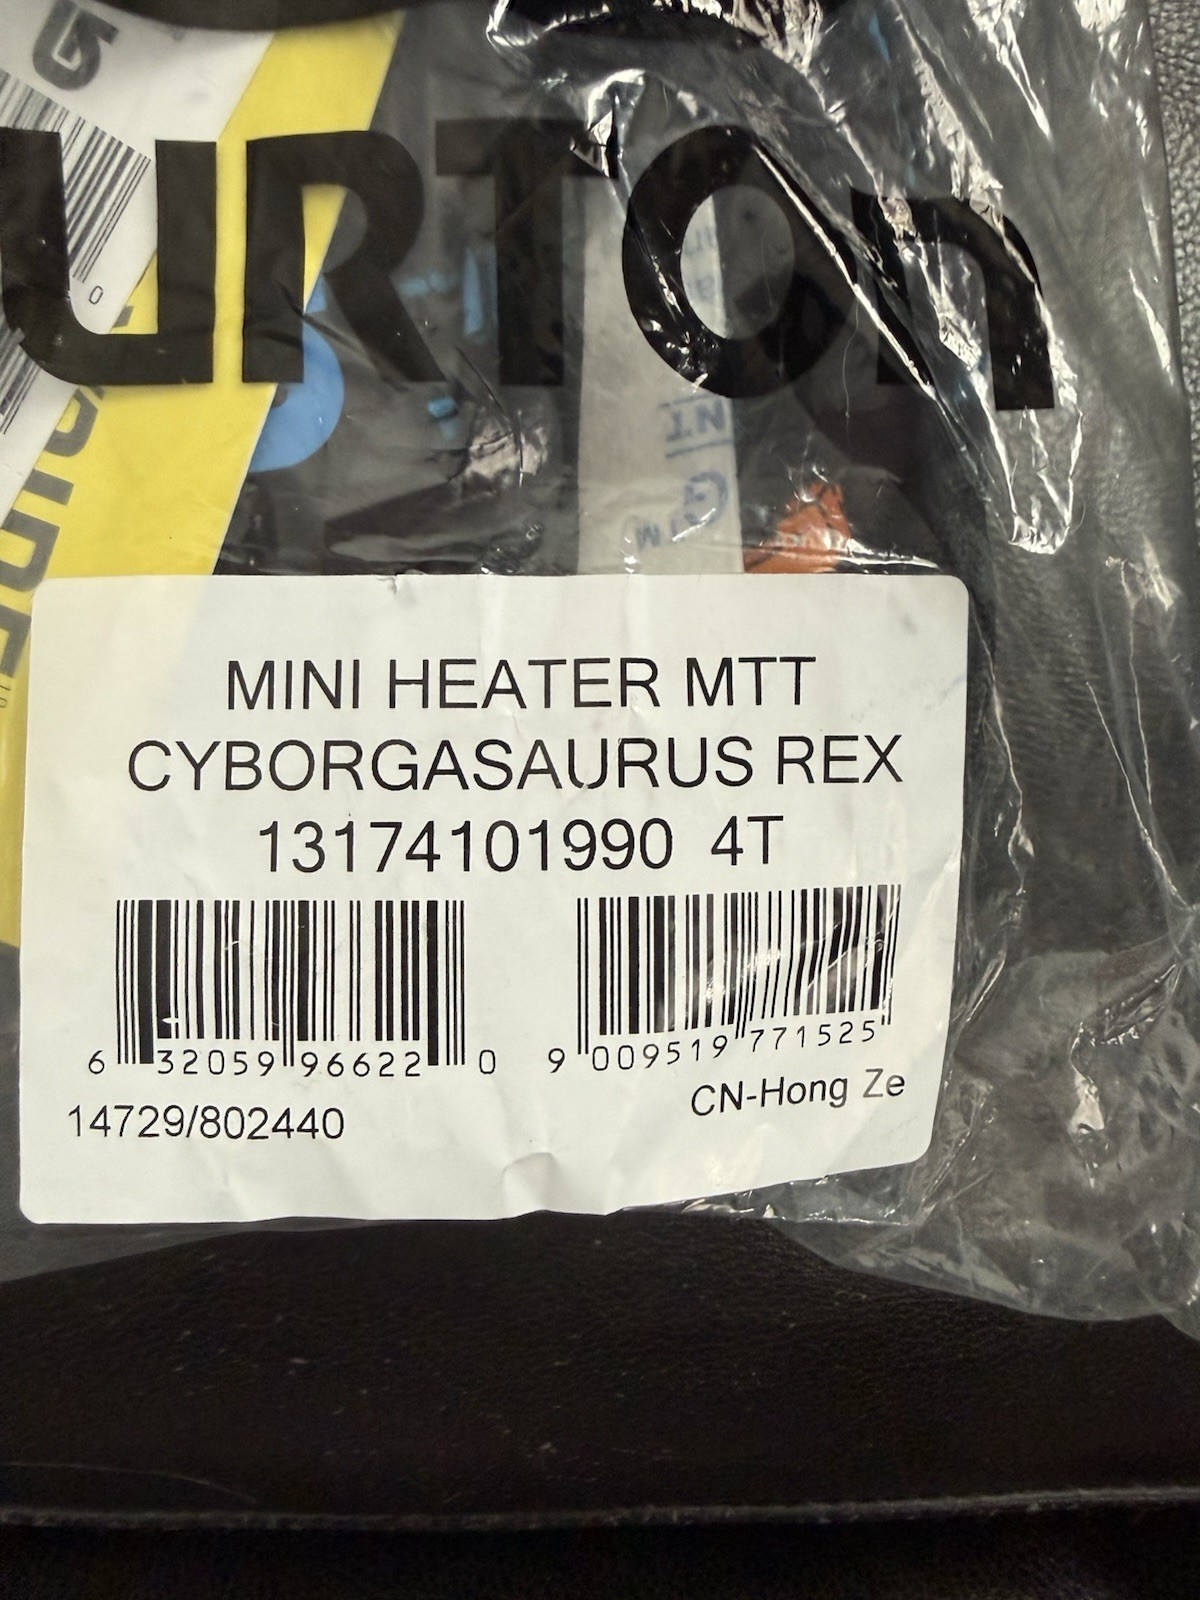 URTON
MINI HEATER MTT
CYBORGASAURUS REX
13174101990 4T
6 32059 96622 0
9 009519 771525
14729/802440
CN-Hong Ze